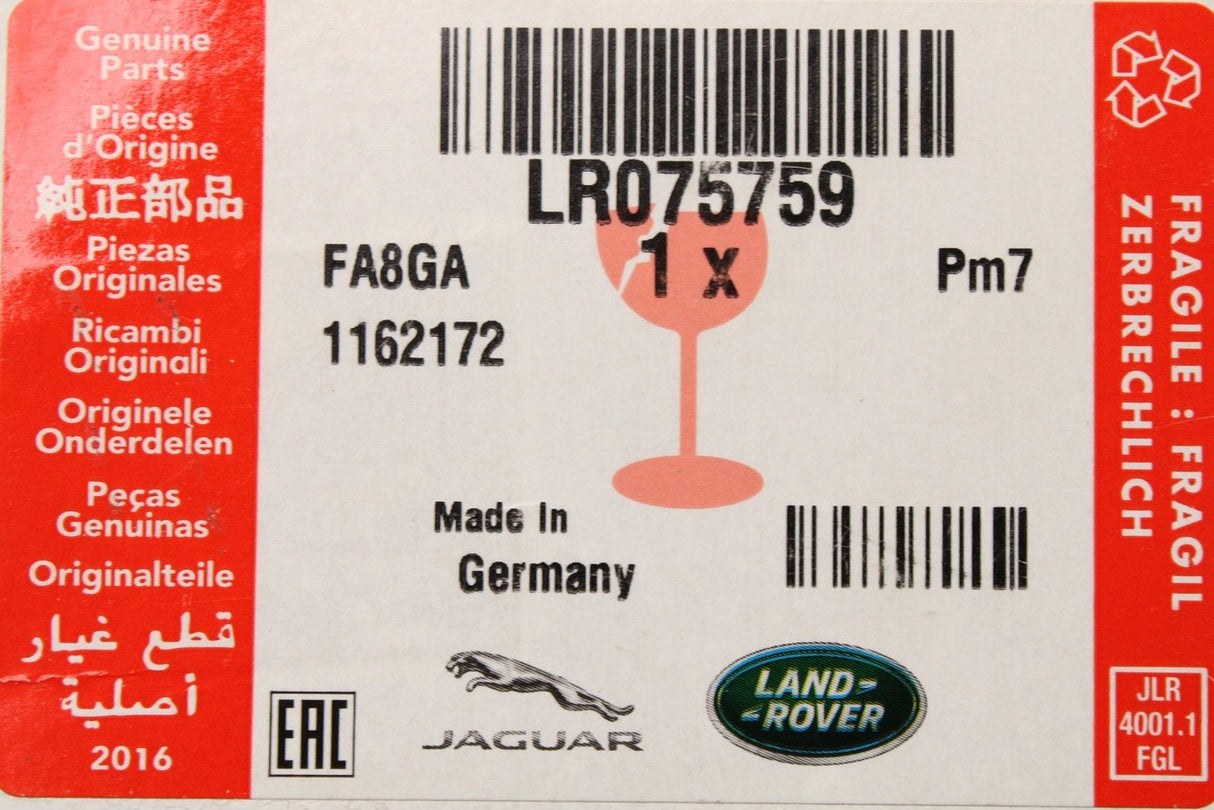 Genuine
Parts
Pièces
d'Origine
純正部品
Piezas
Originales
Ricambi
Originali
Originele
Onderdelen
Peças
Genuinas
Originalteile
قطع غيار
أصلية
2016
LR075759
FA8GA
1 x
Pm7
1162172
Made In
Germany
EAC
JAGUAR
LAND-
-ROVER
FRAGILE : FRAGIL
ZERBRECHLICH
JLR
4001.1
FGL